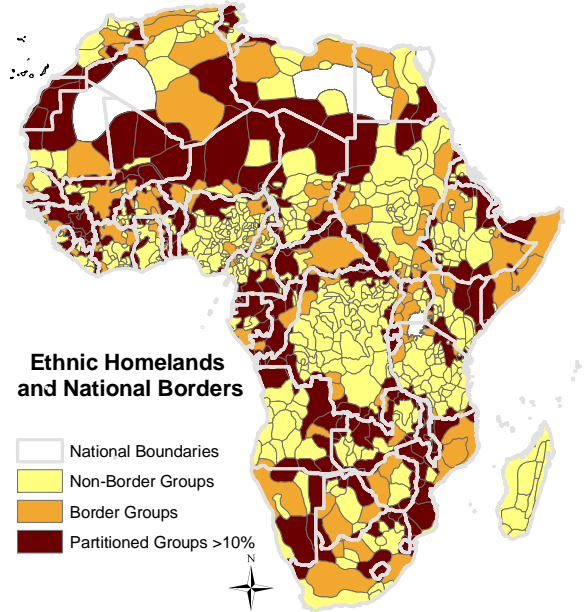 Ethnic Homelands
and National Borders
National Boundaries
Non-Border Groups
Border Groups
Partitioned Groups >10%
N